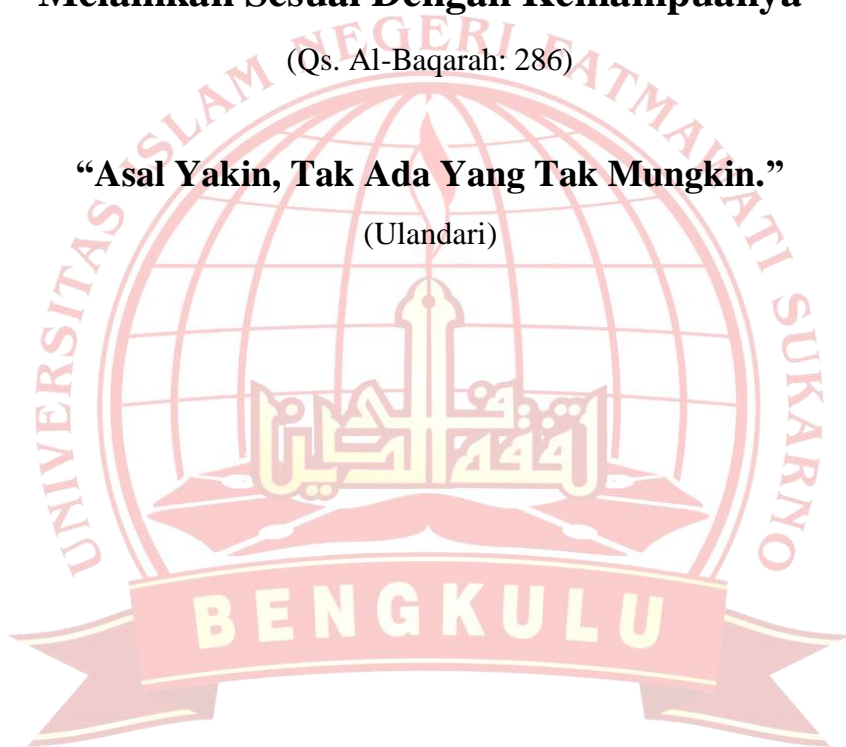 Melainkan Sesuai Dengan Kemampuanya
(Qs. Al-Baqarah: 286)
“Asal Yakin, Tak Ada Yang Tak Mungkin.”
(Ulandari)
UNIVERSITAS ISLAM NEGERI FATMAWATI SUKARNO
BENGKULU